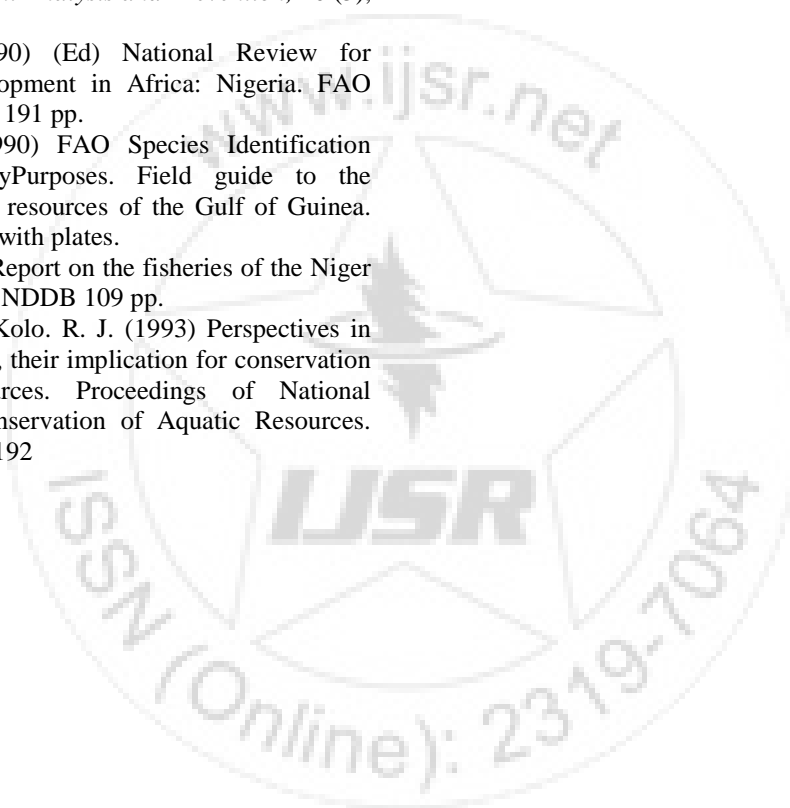 90) (Ed) National Review for
opment in Africa: Nigeria. FAO
191 pp.
990) FAO Species Identification
yPurposes. Field guide to the
resources of the Gulf of Guinea.
with plates.
Report on the fisheries of the Niger
NDDB 109 pp.
Kolo. R. J. (1993) Perspectives in
, their implication for conservation
rces. Proceedings of National
nservation of Aquatic Resources.
192
www.ijsr.net
IJSR
ISSN (Online): 2319-7064